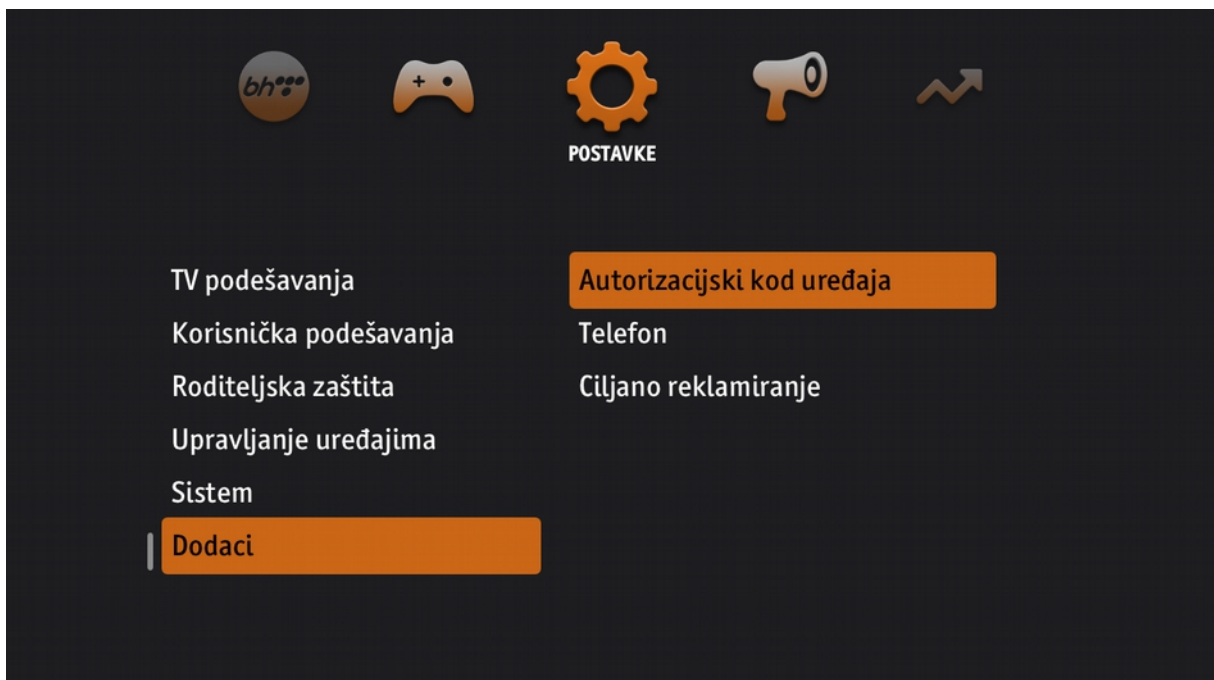 bh
POSTAVKE
TV podešavanja
Korisnička podešavanja
Roditeljska zaštita
Upravljanje uređajima
Sistem
Dodaci
Autorizacijski kod uređaja
Telefon
Ciljano reklamiranje